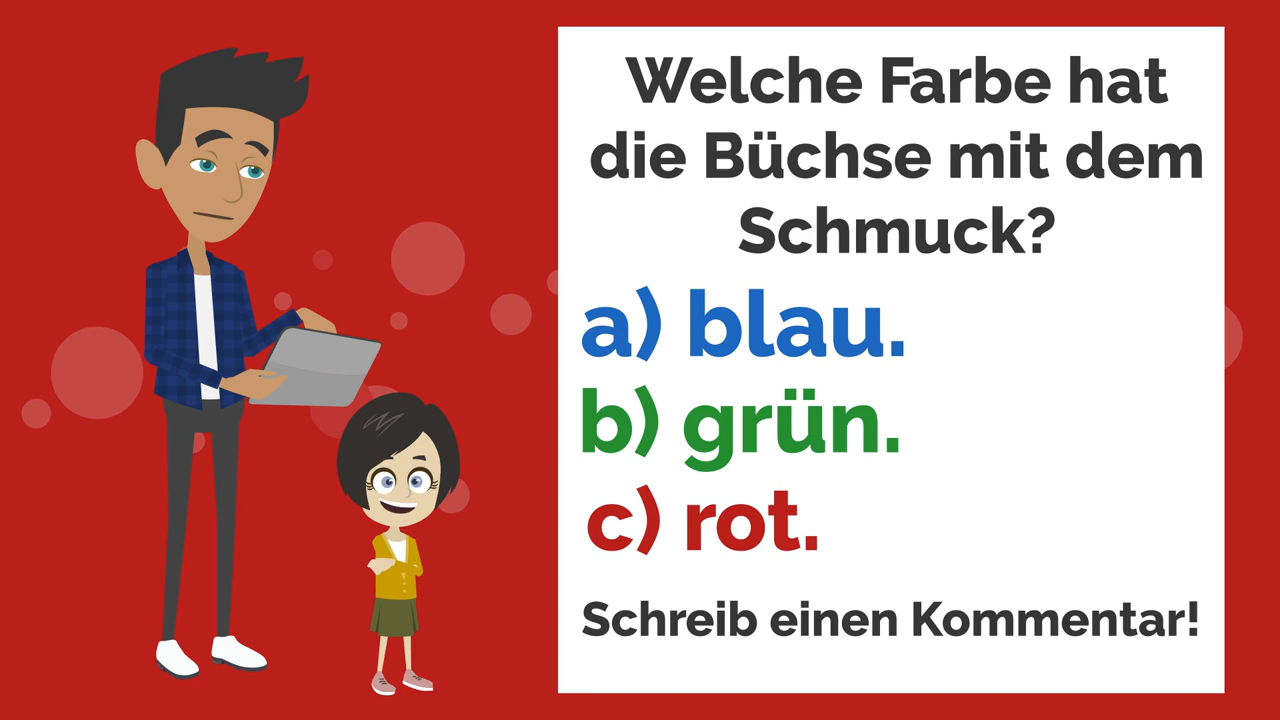 Welche Farbe hat
die Büchse mit dem
Schmuck?
a) blau.
b) grün.
c) rot.
Schreib einen Kommentar!